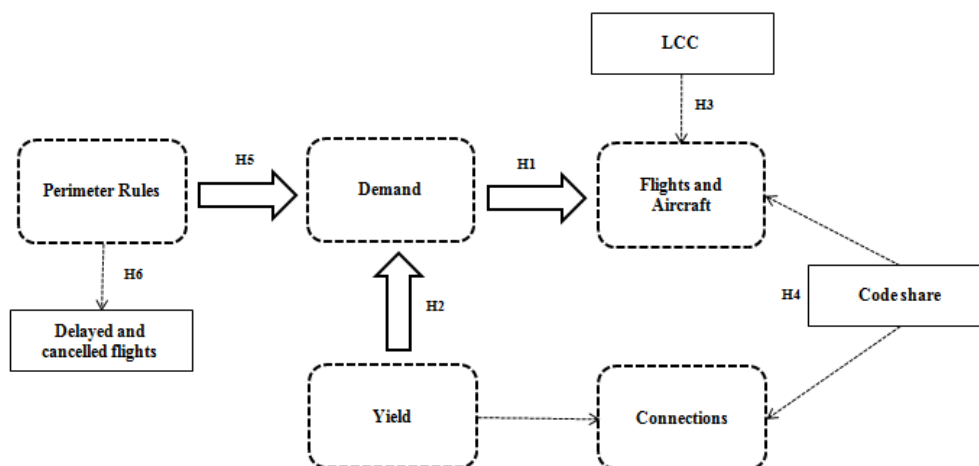 LCC
H3
H5
H1
Perimeter Rules
Demand
Flights and
Aircraft
H6
H2
H4
Code share
Delayed and
cancelled flights
Yield
Connections